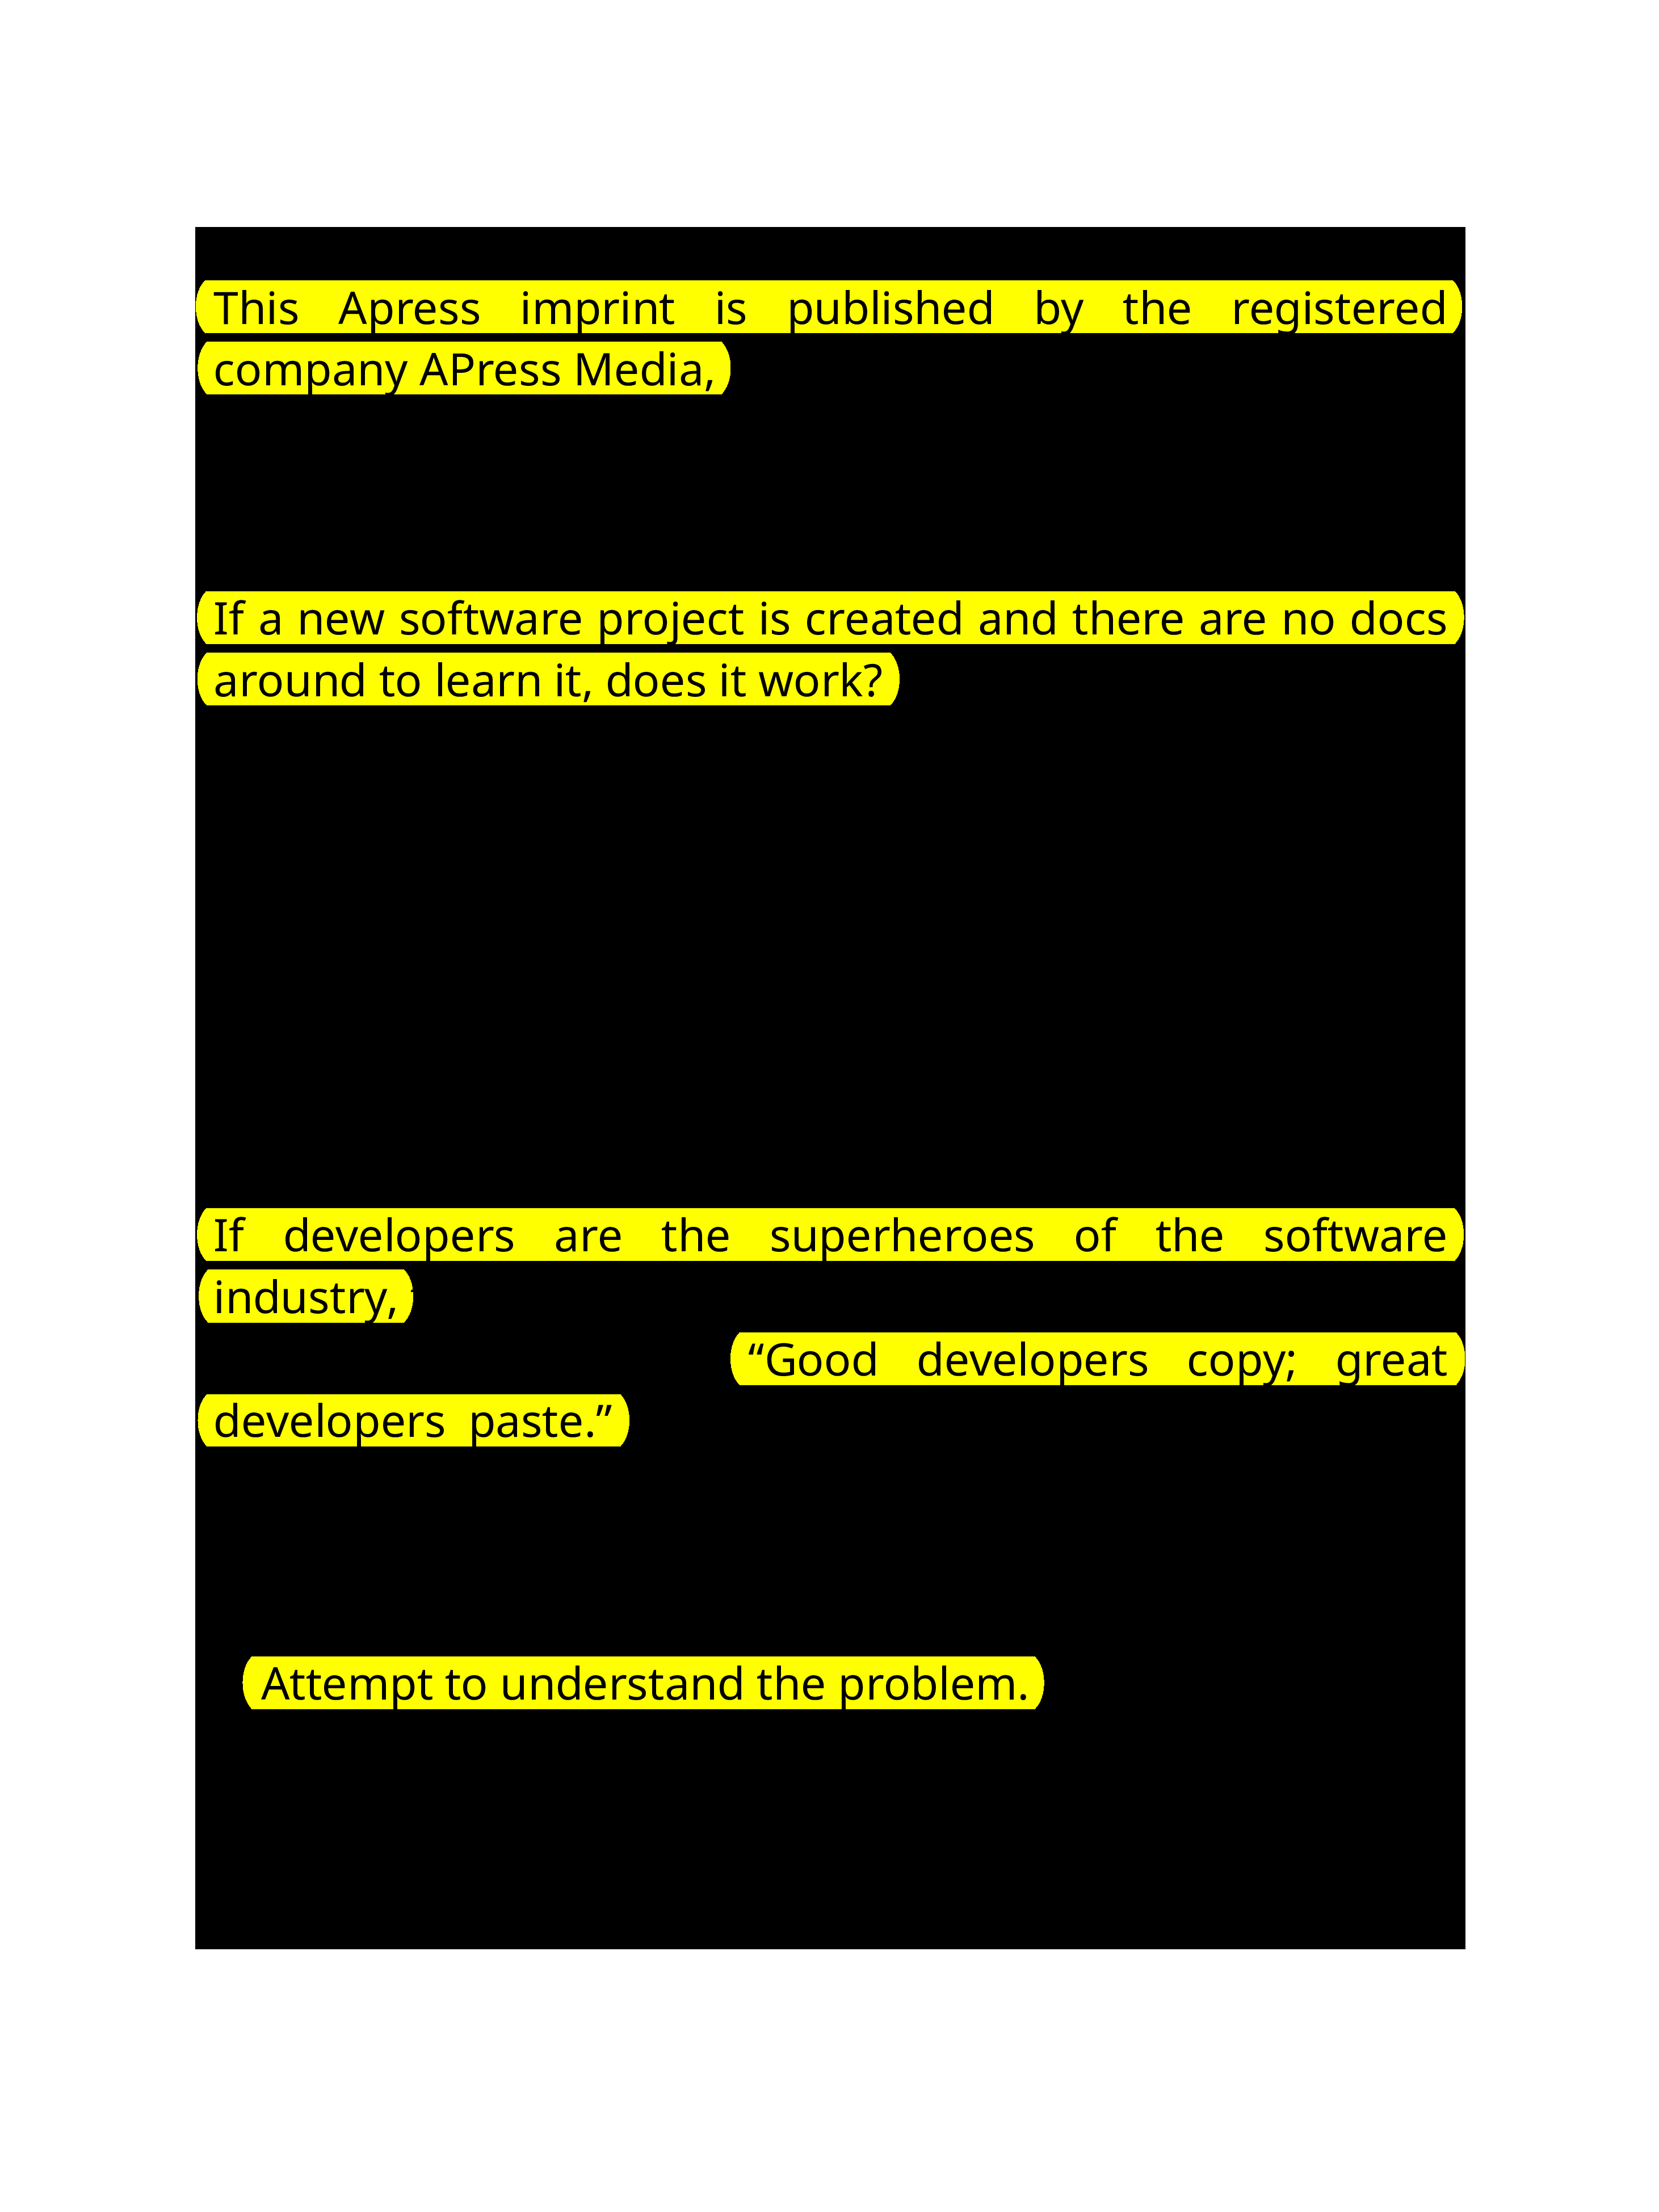 This Apress imprint is published by the registered
company APress Media,
If a new software project is created and there are no docs
around to learn it, does it work?
If developers are the superheroes of the software
industry,
“Good developers copy; great
developers paste.”
Attempt to understand the problem.